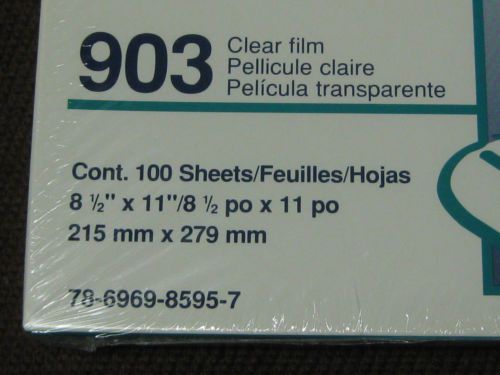 903
Clear film
Pellicule claire
Película transparente
Cont. 100 Sheets/Feuilles/Hojas
8 ½" x 11"/8 ½ po x 11 po
215 mm x 279 mm
78-6969-8595-7